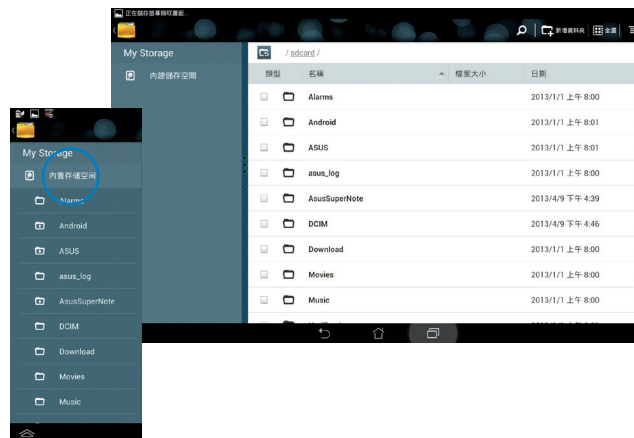 正在儲存螢幕擷取畫面...
新增資料夾
全選
My Storage
/ sdcard /
內建儲存空間
類型 名稱 檔案大小 日期
Alarms 2013/1/1 上午 8:00
Android 2013/1/1 上午 8:01
ASUS 2013/1/1 上午 8:01
asus_log 2013/1/1 上午 8:00
AsusSuperNote 2013/4/9 下午 4:39
DCIM 2013/4/9 下午 4:46
Download 2013/1/1 上午 8:00
Movies 2013/1/1 上午 8:00
Music 2013/1/1 上午 8:00
My Storage
内置存储空间
Alarms
Android
ASUS
asus_log
AsusSuperNote
DCIM
Download
Movies
Music